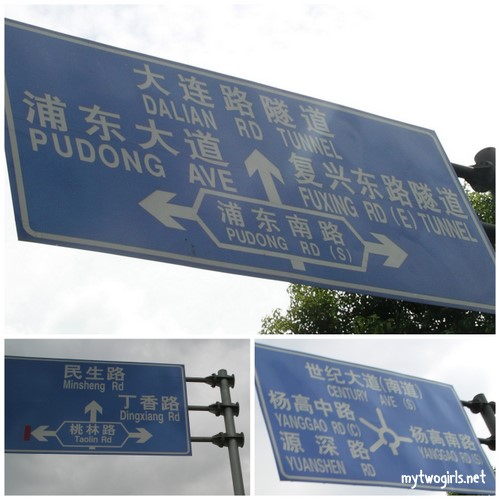 大连路隧道
DALIAN RD TUNNEL
浦东大道
PUDONG AVE
复兴东路隧道
FUXING RD (E) TUNNEL
浦东南路
PUDONG RD (S)
民生路
Minsheng Rd
丁香路
Dingxiang Rd
桃林路
Taolin Rd
世纪大道(南道)
CENTURY AVE (S)
杨高中路
YANGGAO RD(C)
源深路
YUANSHEN RD
杨高南路
YANGGAO RD(S)
mytwogirls.net